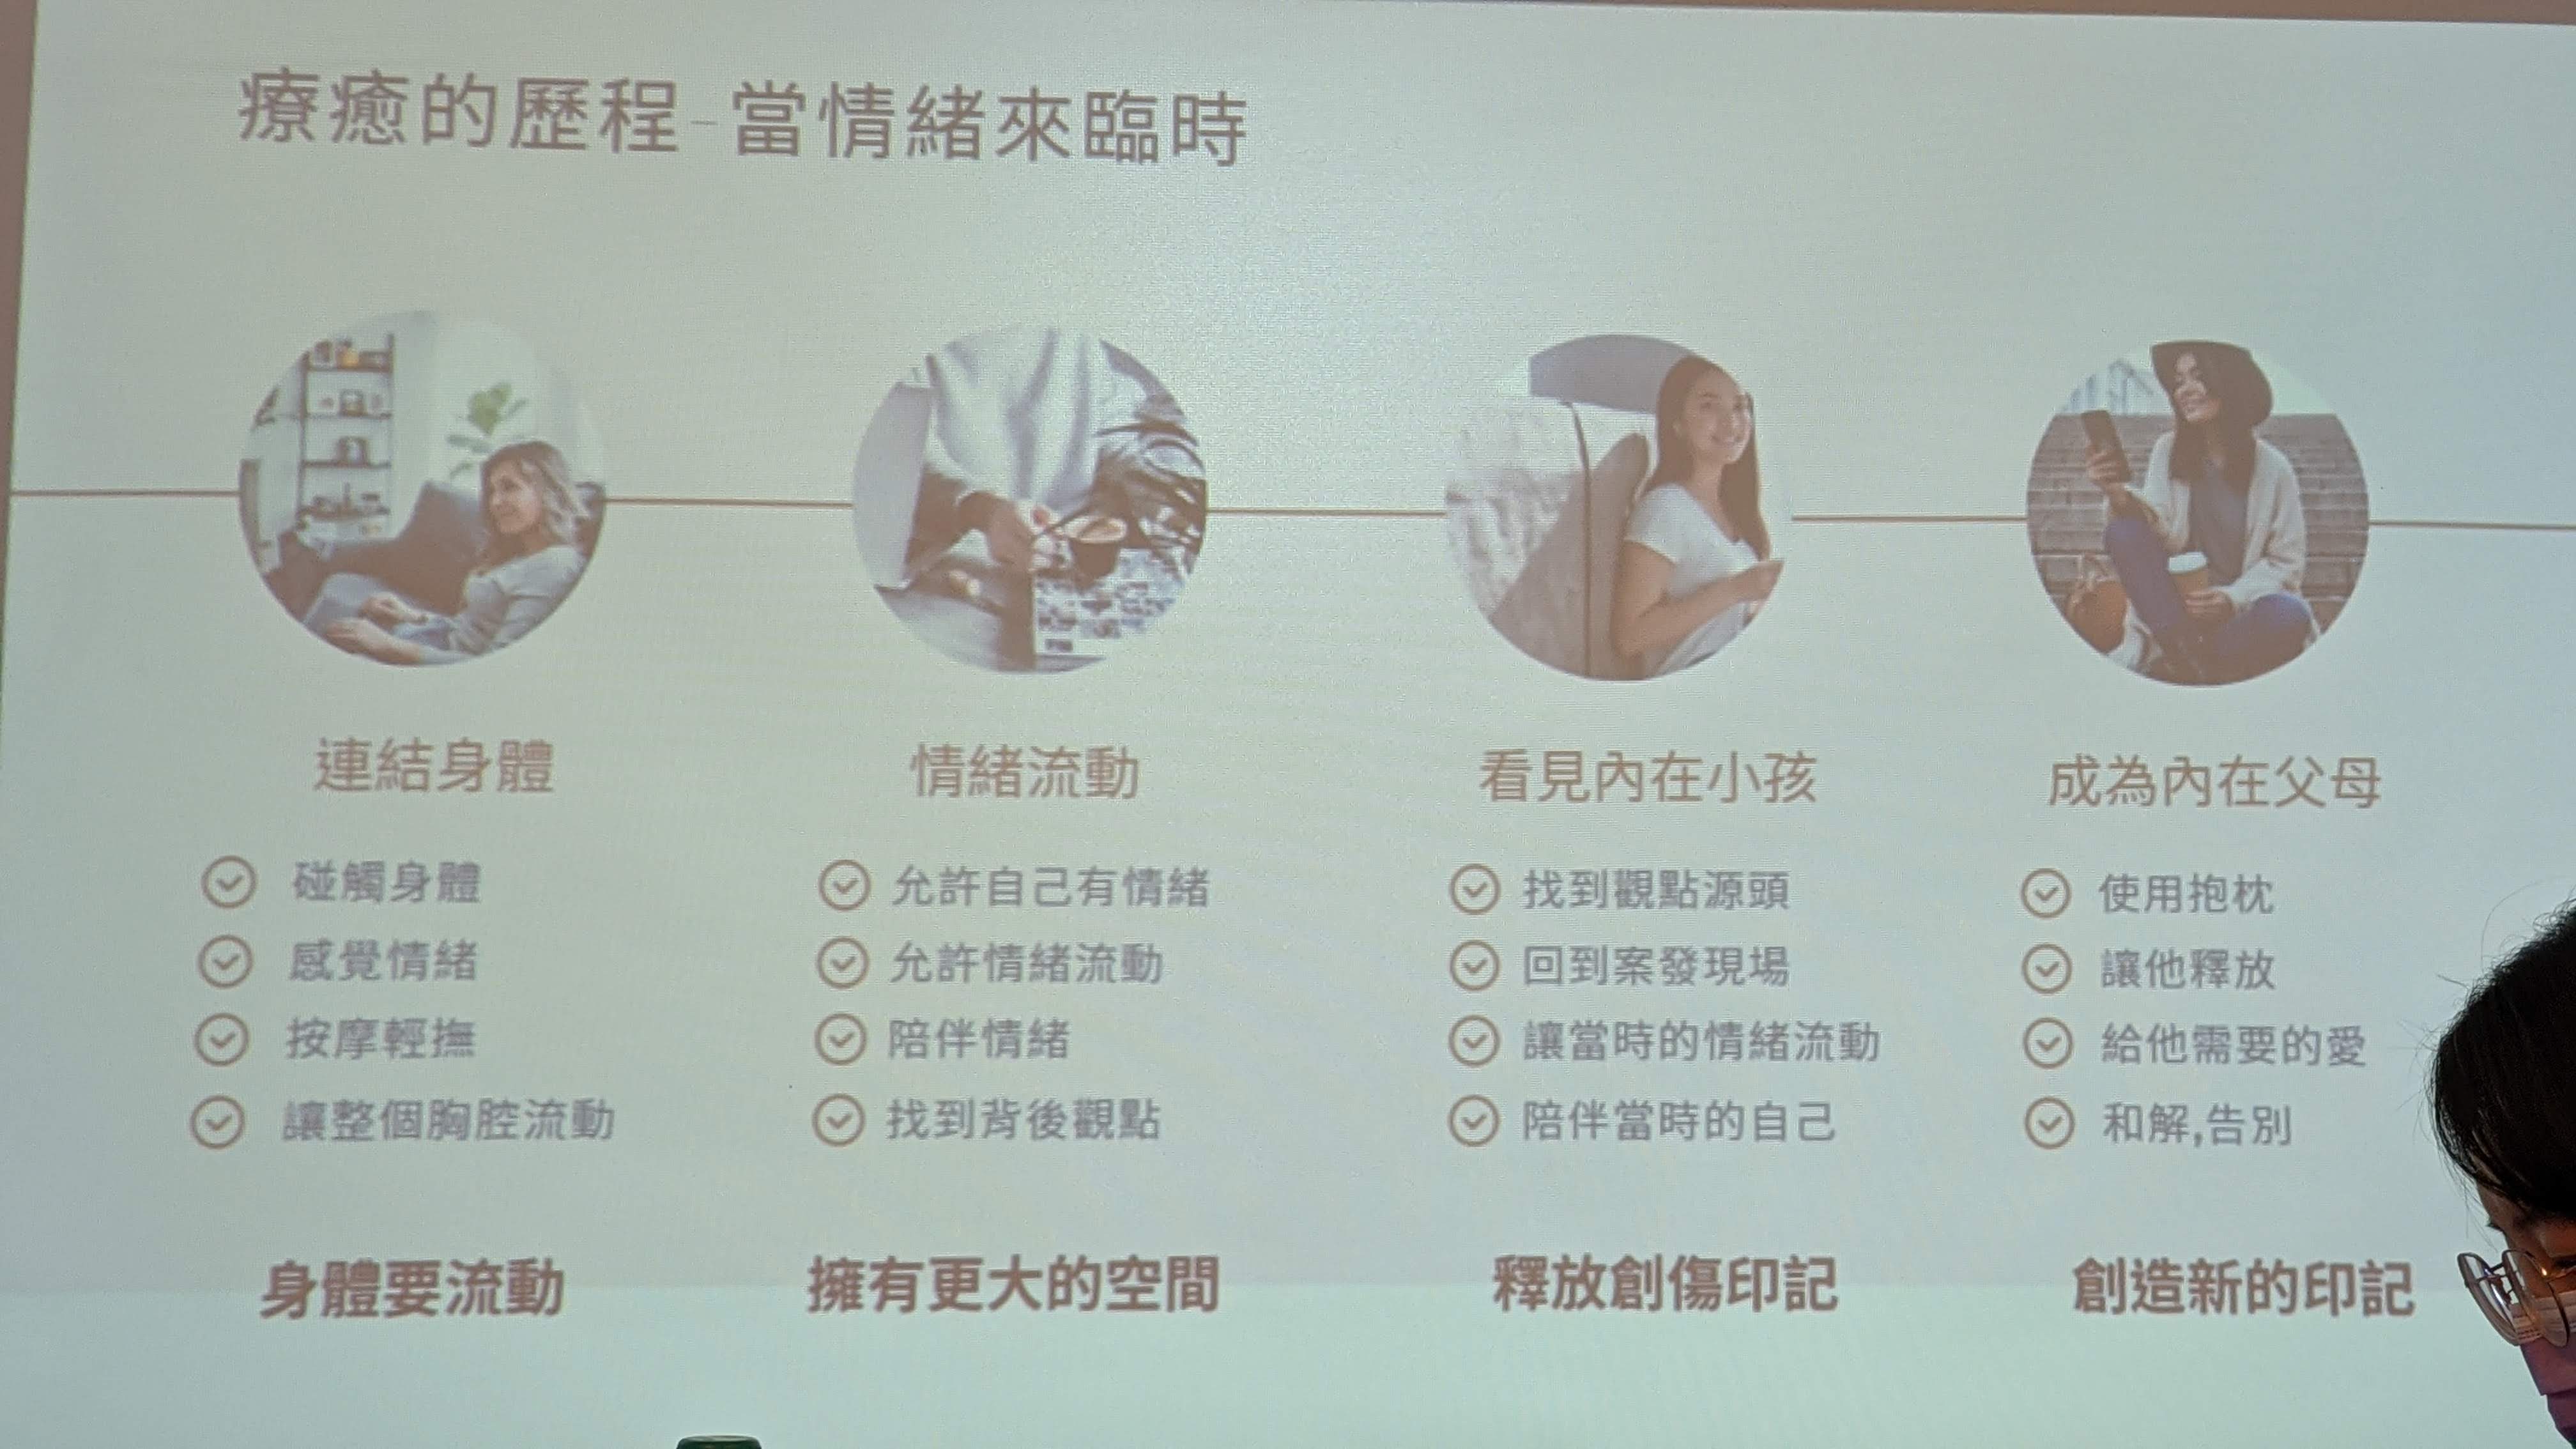 療癒的歷程-當情緒來臨時
連結身體
碰觸身體
感覺情緒
按摩輕撫
讓整個胸腔流動
身體要流動
情緒流動
允許自己有情緒
允許情緒流動
陪伴情緒
找到背後觀點
擁有更大的空間
看見內在小孩
找到觀點源頭
回到案發現場
讓當時的情緒流動
陪伴當時的自己
釋放創傷印記
成為內在父母
使用抱枕
讓他釋放
給他需要的愛
和解,告別
創造新的印記